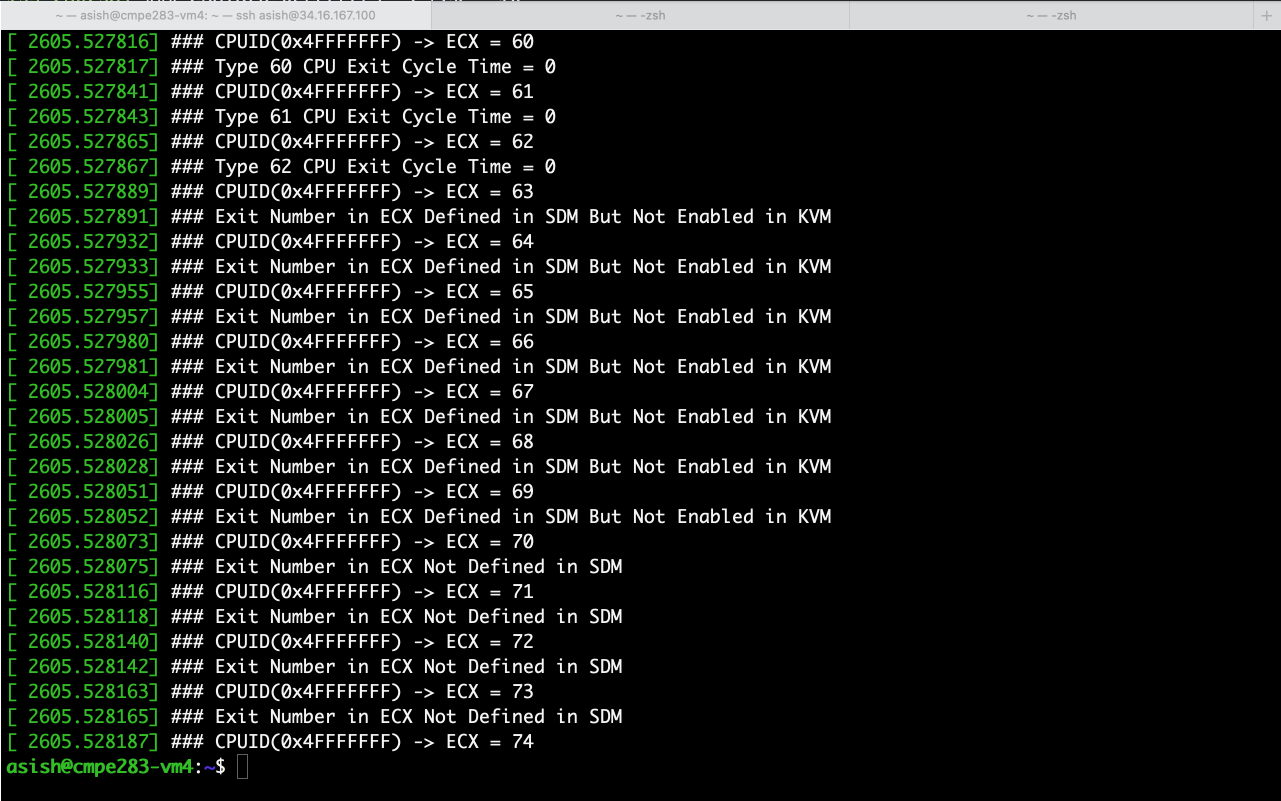 ~ — asish@cmpe283-vm4: ~ — ssh asish@34.16.167.100
~ — -zsh
~ — -zsh
+
[ 2605.527816] ### CPUID(0x4FFFFFFF) -> ECX = 60
[ 2605.527817] ### Type 60 CPU Exit Cycle Time = 0
[ 2605.527841] ### CPUID(0x4FFFFFFF) -> ECX = 61
[ 2605.527843] ### Type 61 CPU Exit Cycle Time = 0
[ 2605.527865] ### CPUID(0x4FFFFFFF) -> ECX = 62
[ 2605.527867] ### Type 62 CPU Exit Cycle Time = 0
[ 2605.527889] ### CPUID(0x4FFFFFFF) -> ECX = 63
[ 2605.527891] ### Exit Number in ECX Defined in SDM But Not Enabled in KVM
[ 2605.527932] ### CPUID(0x4FFFFFFF) -> ECX = 64
[ 2605.527933] ### Exit Number in ECX Defined in SDM But Not Enabled in KVM
[ 2605.527955] ### CPUID(0x4FFFFFFF) -> ECX = 65
[ 2605.527957] ### Exit Number in ECX Defined in SDM But Not Enabled in KVM
[ 2605.527980] ### CPUID(0x4FFFFFFF) -> ECX = 66
[ 2605.527981] ### Exit Number in ECX Defined in SDM But Not Enabled in KVM
[ 2605.528004] ### CPUID(0x4FFFFFFF) -> ECX = 67
[ 2605.528005] ### Exit Number in ECX Defined in SDM But Not Enabled in KVM
[ 2605.528026] ### CPUID(0x4FFFFFFF) -> ECX = 68
[ 2605.528028] ### Exit Number in ECX Defined in SDM But Not Enabled in KVM
[ 2605.528051] ### CPUID(0x4FFFFFFF) -> ECX = 69
[ 2605.528052] ### Exit Number in ECX Defined in SDM But Not Enabled in KVM
[ 2605.528073] ### CPUID(0x4FFFFFFF) -> ECX = 70
[ 2605.528075] ### Exit Number in ECX Not Defined in SDM
[ 2605.528116] ### CPUID(0x4FFFFFFF) -> ECX = 71
[ 2605.528118] ### Exit Number in ECX Not Defined in SDM
[ 2605.528140] ### CPUID(0x4FFFFFFF) -> ECX = 72
[ 2605.528142] ### Exit Number in ECX Not Defined in SDM
[ 2605.528163] ### CPUID(0x4FFFFFFF) -> ECX = 73
[ 2605.528165] ### Exit Number in ECX Not Defined in SDM
[ 2605.528187] ### CPUID(0x4FFFFFFF) -> ECX = 74
asish@cmpe283-vm4:~$